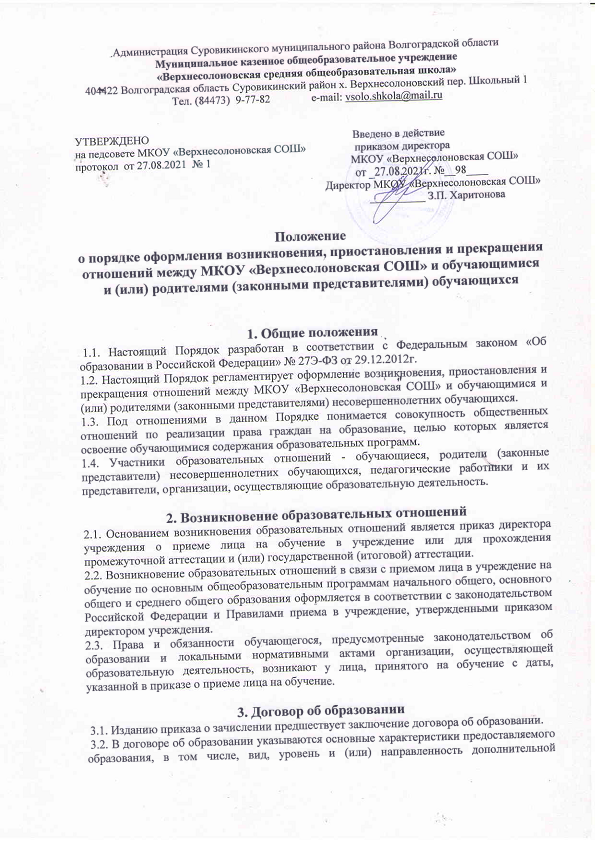 Администрация Суровикинского муниципального района Волгоградской области
Муниципальное казенное общеобразовательное учреждение
«Верхнесолоновская средняя общеобразовательная школа»
404422 Волгоградская область Суровикинский район х. Верхнесолоновский пер. Школьный 1
Тел. (84473) 9-77-82 e-mail: vsolo.shkola@mail.ru
УТВЕРЖДЕНО
на педсовете МКОУ «Верхнесолоновская СОШ»
протокол от 27.08.2021 № 1
Введено в действие
приказом директора
МКОУ «Верхнесолоновская СОШ»
от _27.08.2021г. №__98____
Директор МКОУ «Верхнесолоновская СОШ»
__________ З.П. Харитонова
Положение
о порядке оформления возникновения, приостановления и прекращения
отношений между МКОУ «Верхнесолоновская СОШ» и обучающимися
и (или) родителями (законными представителями) обучающихся
1. Общие положения
1.1. Настоящий Порядок разработан в соответствии с Федеральным законом «Об
образовании в Российской Федерации» № 27Э-ФЗ от 29.12.2012г.
1.2. Настоящий Порядок регламентирует оформление возникновения, приостановления и
прекращения отношений между МКОУ «Верхнесолоновская СОШ» и обучающимися и
(или) родителями (законными представителями) несовершеннолетних обучающихся.
1.3. Под отношениями в данном Порядке понимается совокупность общественных
отношений по реализации права граждан на образование, целью которых является
освоение обучающимися содержания образовательных программ.
1.4. Участники образовательных отношений - обучающиеся, родители (законные
представители) несовершеннолетних обучающихся, педагогические работники и их
представители, организации, осуществляющие образовательную деятельность.
2. Возникновение образовательных отношений
2.1. Основанием возникновения образовательных отношений является приказ директора
учреждения о приеме лица на обучение в учреждение или для прохождения
промежуточной аттестации и (или) государственной (итоговой) аттестации.
2.2. Возникновение образовательных отношений в связи с приемом лица в учреждение на
обучение по основным общеобразовательным программам начального общего, основного
общего и среднего общего образования оформляется в соответствии с законодательством
Российской Федерации и Правилами приема в учреждение, утвержденными приказом
директором учреждения.
2.3. Права и обязанности обучающегося, предусмотренные законодательством об
образовании и локальными нормативными актами организации, осуществляющей
образовательную деятельность, возникают у лица, принятого на обучение с даты,
указанной в приказе о приеме лица на обучение.
3. Договор об образовании
3.1. Изданию приказа о зачислении предшествует заключение договора об образовании.
3.2. В договоре об образовании указываются основные характеристики предоставляемого
образования, в том числе, вид, уровень и (или) направленность дополнительной